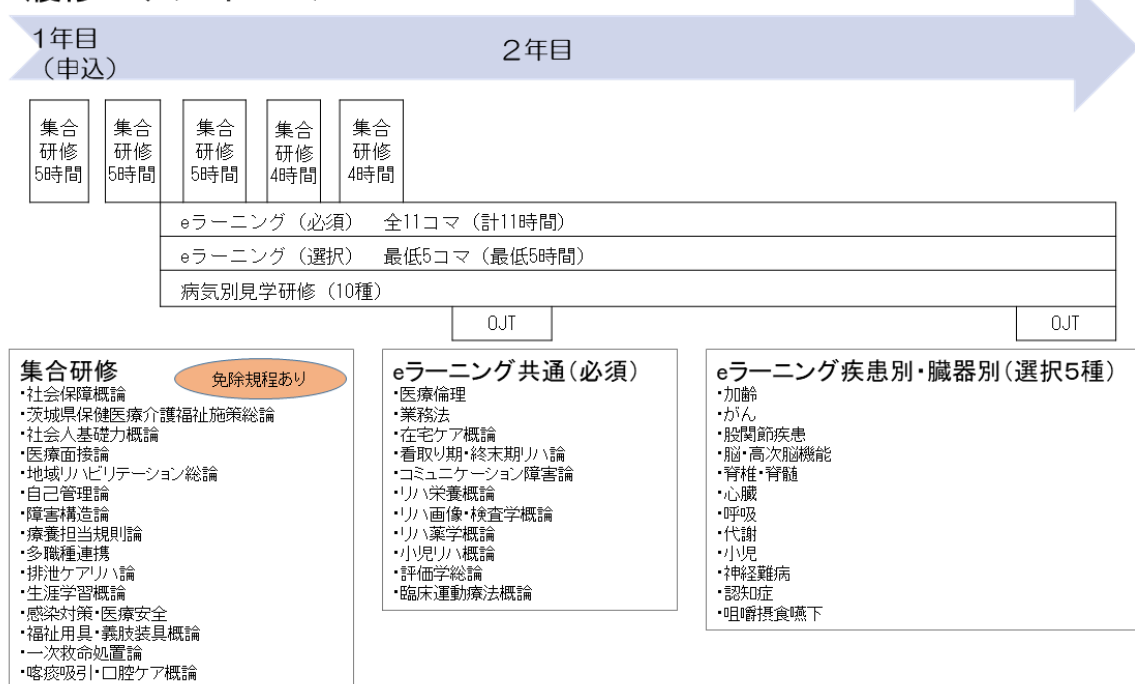 1年目
(申込)
2年目
集合
研修
5時間
集合
研修
5時間
集合
研修
5時間
集合
研修
4時間
集合
研修
4時間
eラーニング（必須）　全11コマ（計11時間）
eラーニング（選択）　最低5コマ（最低5時間）
病気別見学研修（10種）
OJT
OJT
集合研修
免除規程あり
・社会保障概論
・茨城県保健医療介護福祉施策総論
・社会人基礎力概論
・医療面接論
・地域リハビリテーション総論
・自己管理論
・障害構造論
・療養担当規則論
・多職種連携
・排泄ケアリハ論
・生涯学習概論
・感染対策・医療安全
・福祉用具・義肢装具概論
・一次救命処置論
・喀痰吸引・口腔ケア概論
eラーニング共通（必須）
・医療倫理
・業務法
・在宅ケア概論
・看取り期・終末期リハ論
・コミュニケーション障害論
・リハ栄養概論
・リハ画像・検査学概論
・リハ薬学概論
・小児リハ概論
・評価学総論
・臨床運動療法概論
eラーニング疾患別・臓器別（選択5種）
・加齢
・がん
・股関節疾患
・脳・高次脳機能
・脊椎・脊髄
・心臓
・呼吸
・代謝
・小児
・神経難病
・認知症
・咀嚼摂食嚥下